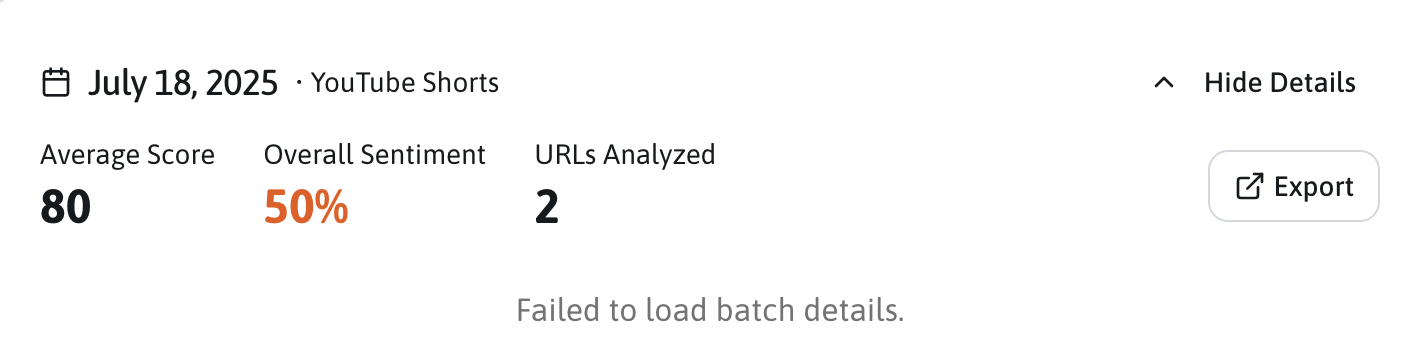 July 18, 2025 · YouTube Shorts
Hide Details
Average Score
80
Overall Sentiment
50%
URLs Analyzed
2
Export
Failed to load batch details.